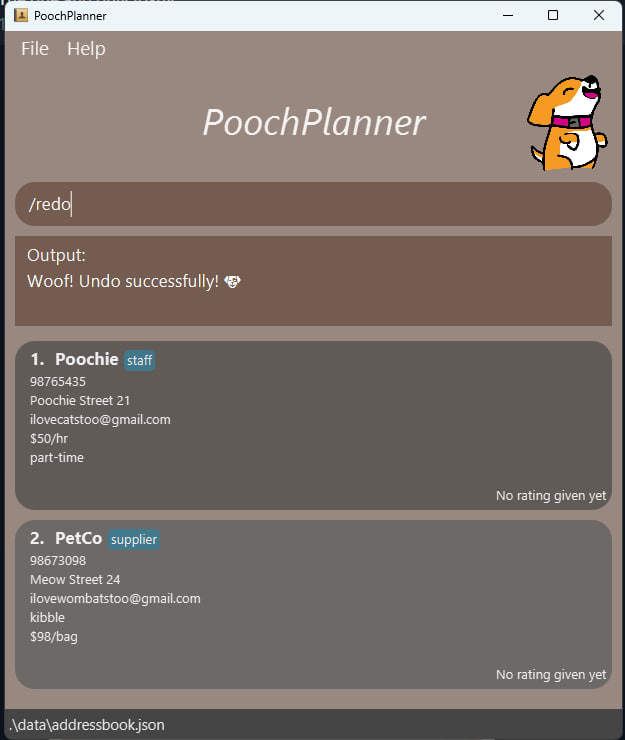 PoochPlanner
File Help
PoochPlanner
/redo
Output:
Woof! Undo successfully!
1. Poochie staff
98765435
Poochie Street 21
ilovecatstoo@gmail.com
$50/hr
part-time
No rating given yet
2. PetCo supplier
98673098
Meow Street 24
ilovewombatstoo@gmail.com
kibble
$98/bag
No rating given yet
.\data\addressbook.json